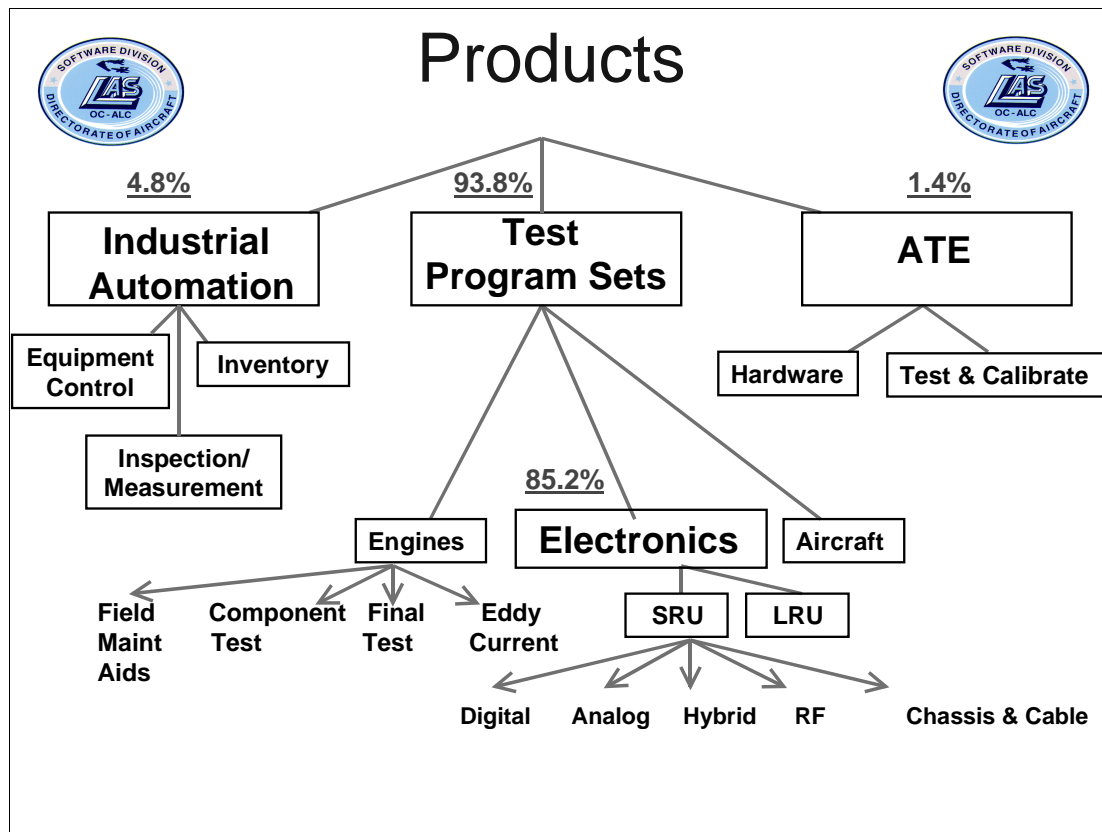 Products
SOFTWARE DIVISION
LAS
OC-ALC
DIRECTORATE OF AIRCRAFT
SOFTWARE DIVISION
LAS
OC-ALC
DIRECTORATE OF AIRCRAFT
4.8%
93.8%
1.4%
Industrial
Automation
Test
Program Sets
ATE
Equipment
Control
Inventory
Hardware
Test & Calibrate
Inspection/
Measurement
85.2%
Engines
Electronics
Aircraft
Field
Maint
Aids
Component
Test
Final
Test
Eddy
Current
SRU
LRU
Digital
Analog
Hybrid
RF
Chassis & Cable